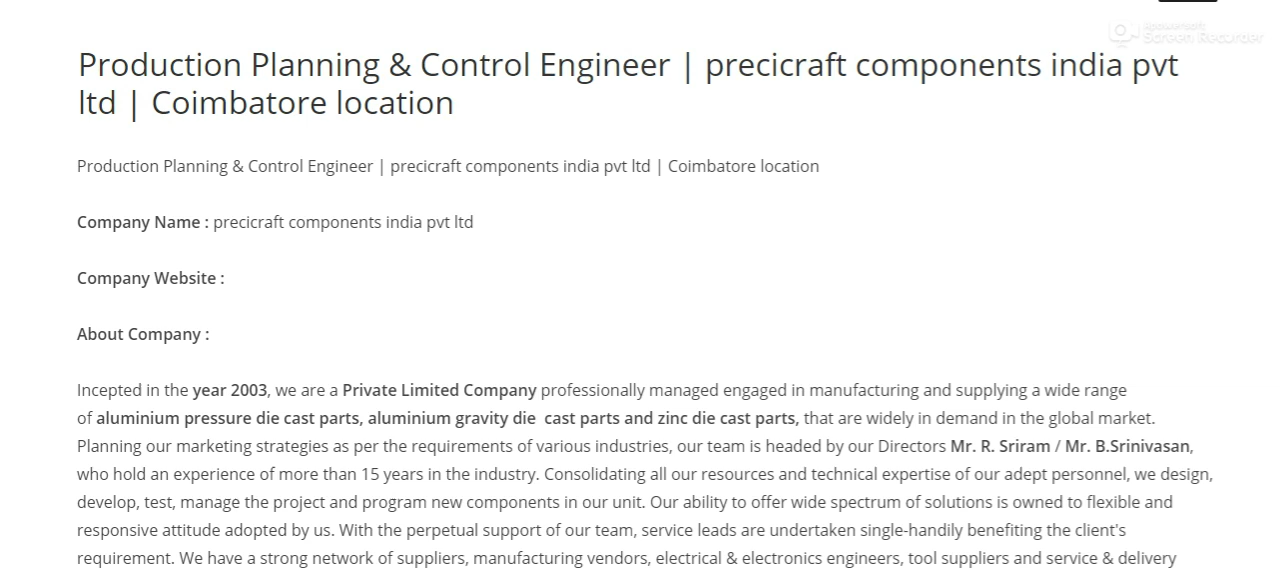 Apowersoft
Screen Recorder
Production Planning & Control Engineer | precicraft components india pvt
ltd | Coimbatore location
Production Planning & Control Engineer | precicraft components india pvt ltd | Coimbatore location
Company Name : precicraft components india pvt ltd
Company Website :
About Company :
Incepted in the year 2003, we are a Private Limited Company professionally managed engaged in manufacturing and supplying a wide range
of aluminium pressure die cast parts, aluminium gravity die  cast parts and zinc die cast parts, that are widely in demand in the global market.
Planning our marketing strategies as per the requirements of various industries, our team is headed by our Directors Mr. R. Sriram / Mr. B.Srinivasan,
who hold an experience of more than 15 years in the industry. Consolidating all our resources and technical expertise of our adept personnel, we design,
develop, test, manage the project and program new components in our unit. Our ability to offer wide spectrum of solutions is owned to flexible and
responsive attitude adopted by us. With the perpetual support of our team, service leads are undertaken single-handily benefiting the client's
requirement. We have a strong network of suppliers, manufacturing vendors, electrical & electronics engineers, tool suppliers and service & delivery